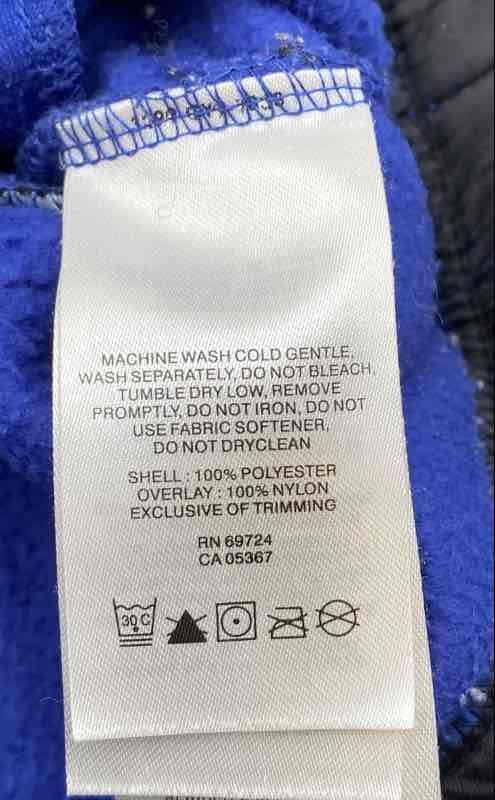 MACHINE WASH COLD GENTLE,
WASH SEPARATELY, DO NOT BLEACH,
TUMBLE DRY LOW, REMOVE
PROMPTLY, DO NOT IRON, DO NOT
USE FABRIC SOFTENER,
DO NOT DRYCLEAN
SHELL : 100% POLYESTER
OVERLAY : 100% NYLON
EXCLUSIVE OF TRIMMING
RN 69724
CA 05367
30 C